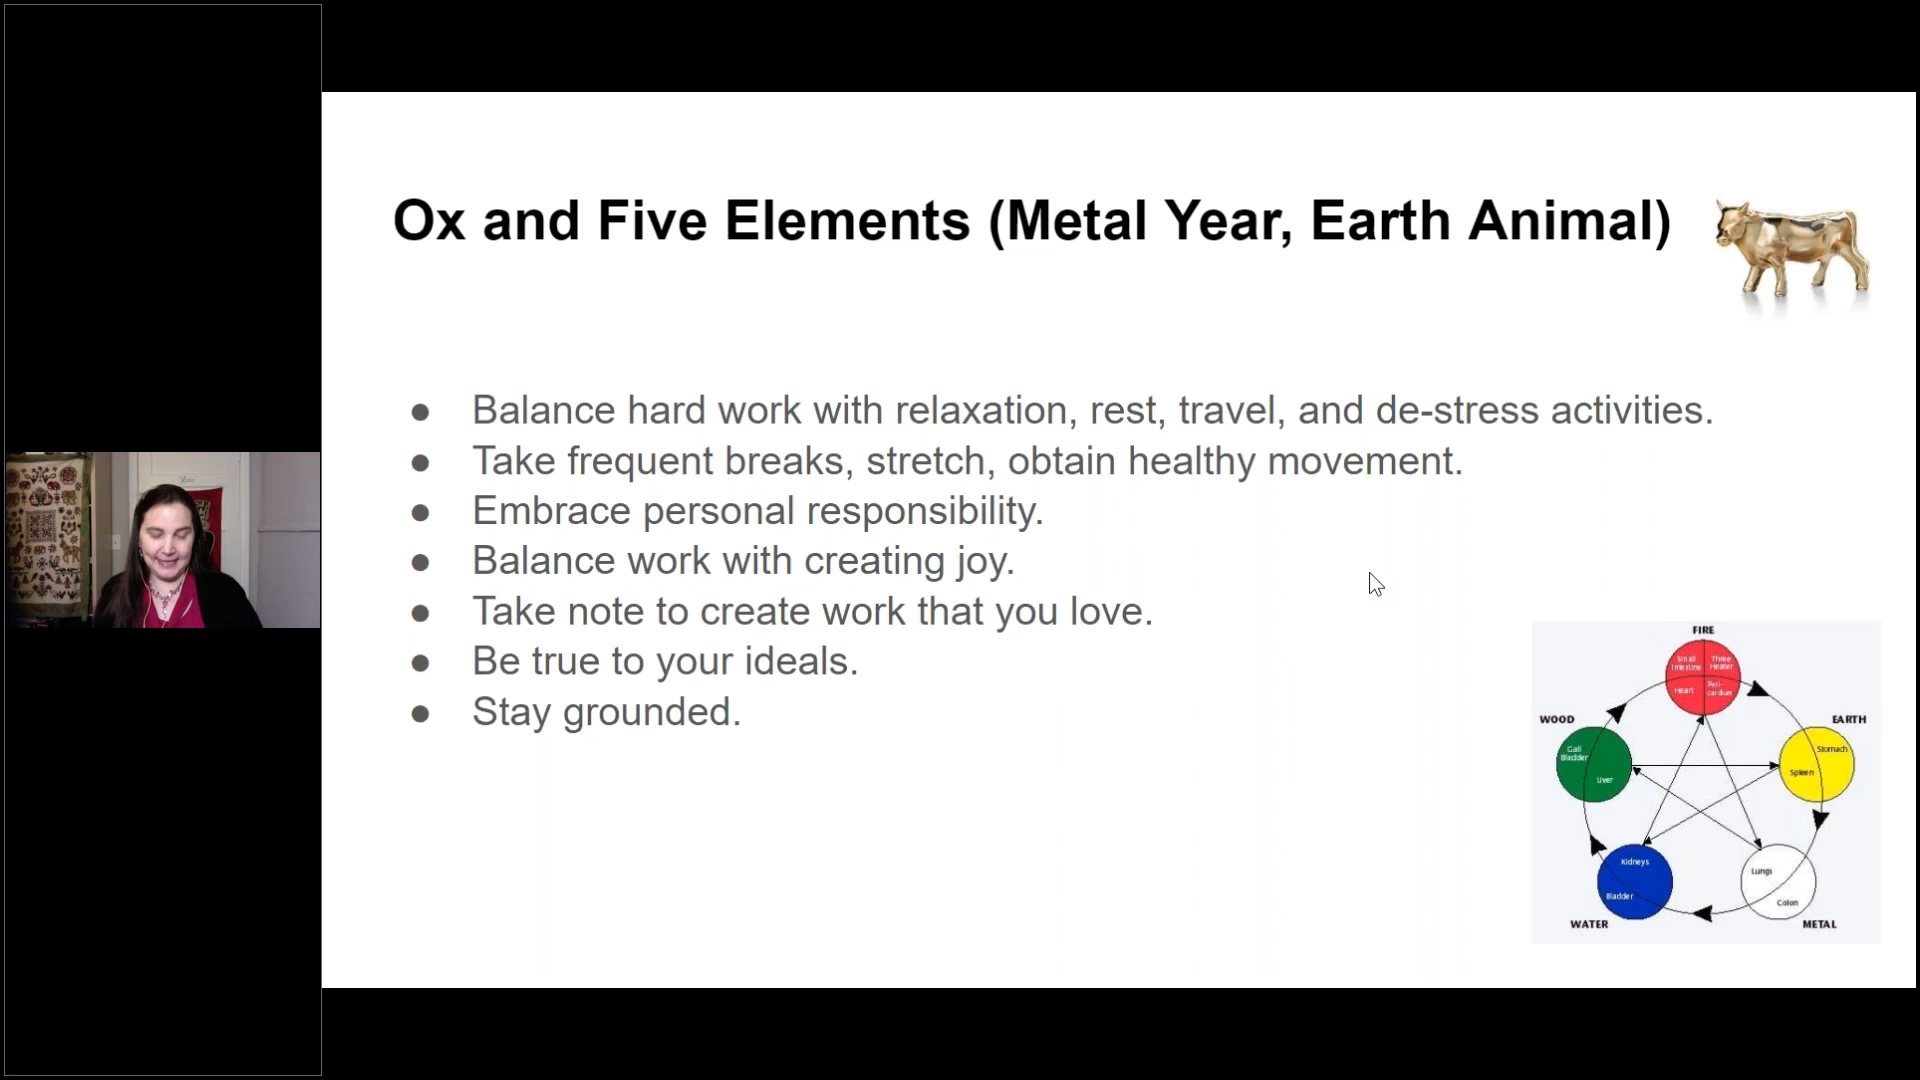 Ox and Five Elements (Metal Year, Earth Animal)
● Balance hard work with relaxation, rest, travel, and de-stress activities.
● Take frequent breaks, stretch, obtain healthy movement.
● Embrace personal responsibility.
● Balance work with creating joy.
● Take note to create work that you love.
● Be true to your ideals.
● Stay grounded.
FIRE
Small Intestine
Three Heater
Heart
Peri-cardium
WOOD
Gall Bladder
Liver
EARTH
Stomach
Spleen
Kidneys
Bladder
WATER
Lungs
Colon
METAL